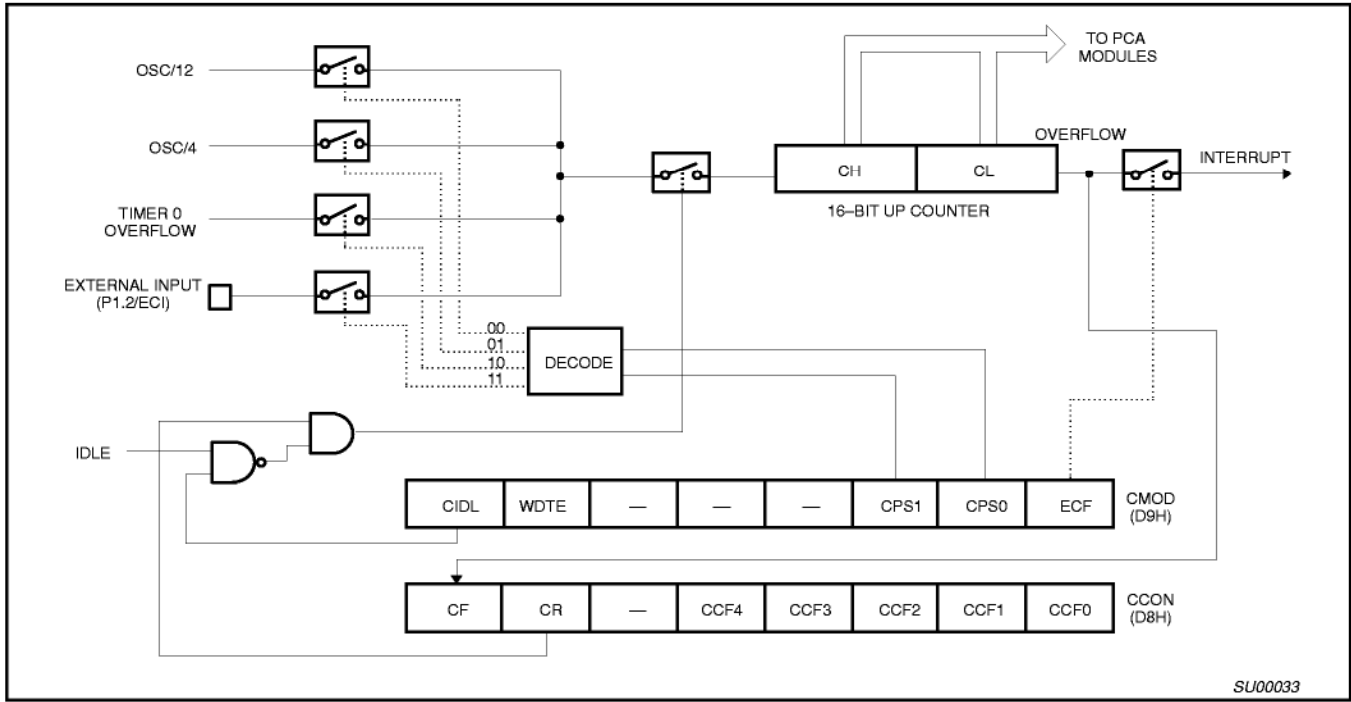 OSC/12
TO PCA
MODULES
OSC/4
OVERFLOW
INTERRUPT
CH
CL
16–BIT UP COUNTER
TIMER 0
OVERFLOW
EXTERNAL INPUT
(P1.2/ECI)
00
01
10
11
DECODE
IDLE
CIDL WDTE — — — CPS1 CPS0 ECF
CMOD
(D9H)
CF CR — CCF4 CCF3 CCF2 CCF1 CCF0
CCON
(D8H)
SU00033